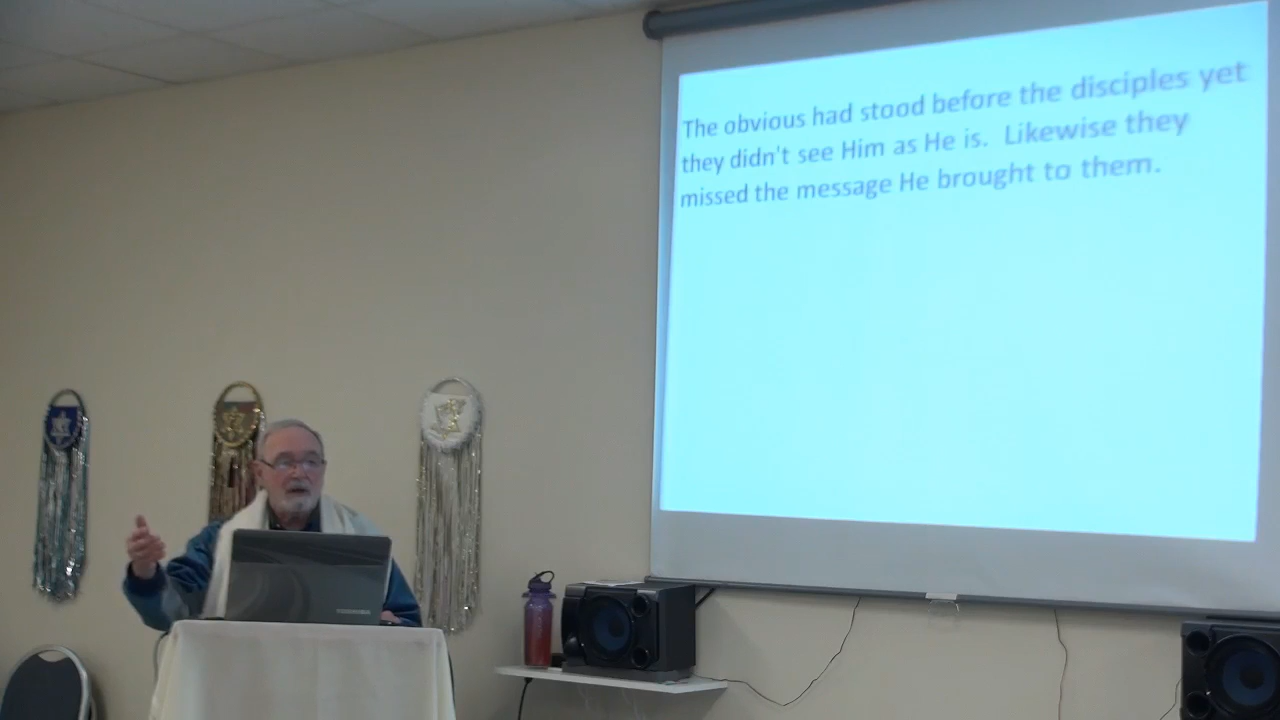 The obvious had stood before the disciples yet
they didn't see Him as He is.  Likewise they
missed the message He brought to them.
TOSHIBA